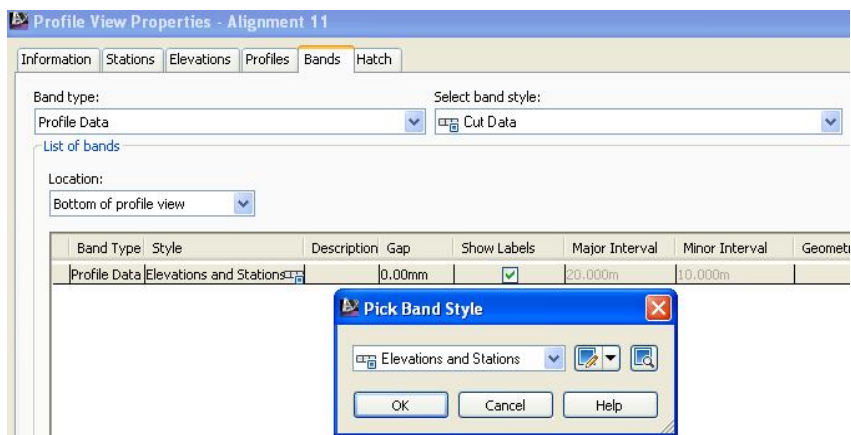 Profile View Properties - Alignment 11
Information Stations Elevations Profiles Bands Hatch
Band type: Select band style:
Profile Data Cut Data
List of bands
Location:
Bottom of profile view
Band Type Style Description Gap Show Labels Major Interval Minor Interval Geometr
Profile Data Elevations and Stations 0.00mm 20.000m 10.000m
Pick Band Style
Elevations and Stations
OK Cancel Help